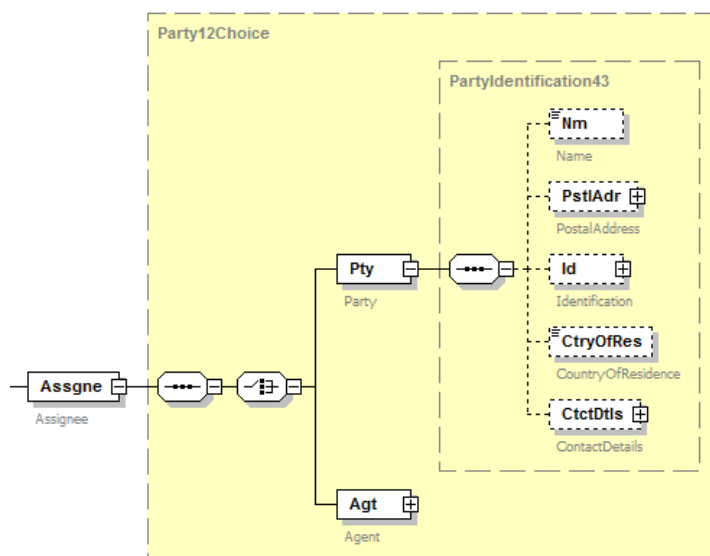 Party12Choice
PartyIdentification43
Nm
Name
PstlAdr
PostalAddress
Pty
Party
Id
Identification
CtryOfRes
CountryOfResidence
Assgne
Assignee
CtctDtls
ContactDetails
Agt
Agent